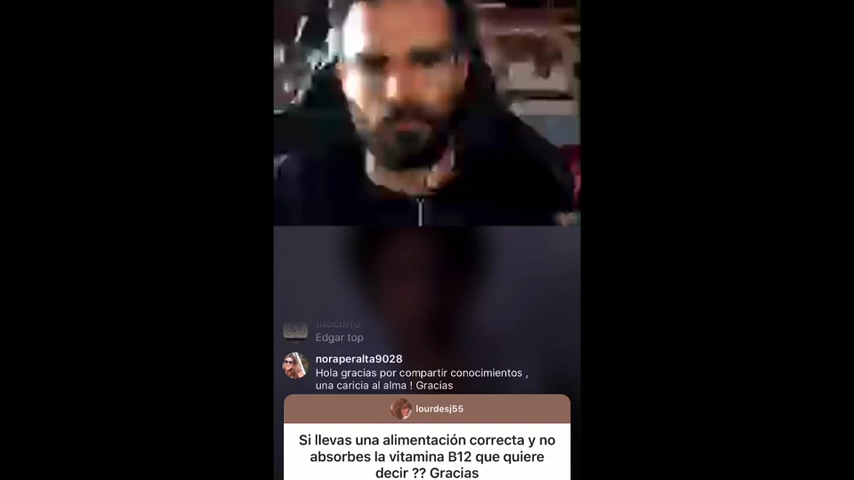 Edgar top
noraperalta9028
Hola gracias por compartir conocimientos ,
una caricia al alma ! Gracias
lourdesj55
Si llevas una alimentación correcta y no
absorbes la vitamina B12 que quiere
decir ?? Gracias